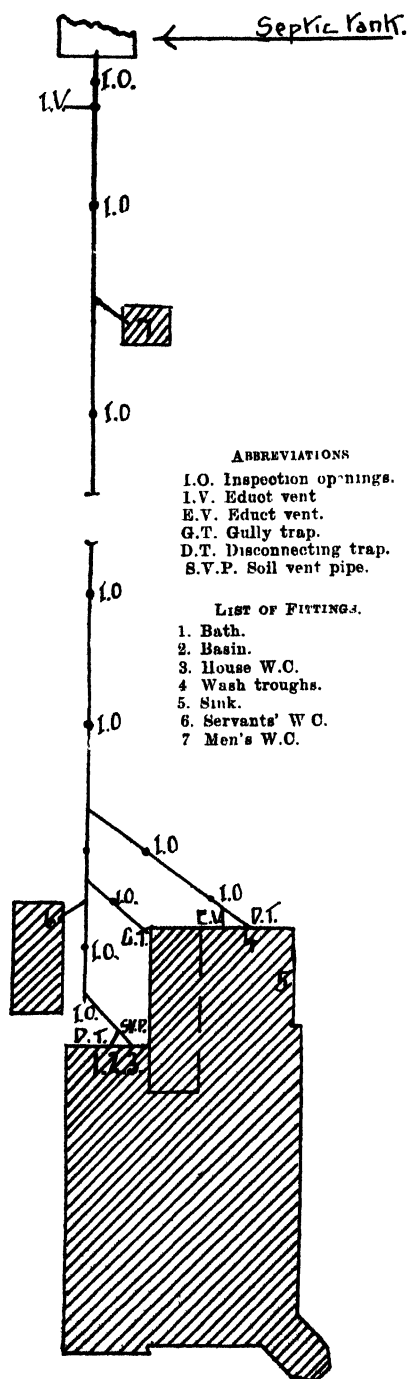 Septic tank.
I.O.
I.V.
I.O
7
I.O
ABBREVIATIONS
I.O. Inspection openings.
I.V. Eduot vent
E.V. Educt vent.
G.T. Gully trap.
D.T. Disconnecting trap.
S.V.P. Soil vent pipe.
I.O
LIST OF FITTINGS.
1. Bath.
2. Basin.
3. House W.C.
4 Wash troughs.
5. Sink.
6. Servants' W C.
7 Men's W.C.
I.O
I.O
I.O
I.O.
6
E.V.
D.T.
G.T.
4
I.O.
5
I.O.
S.V.P.
D.T.
1.2.3.